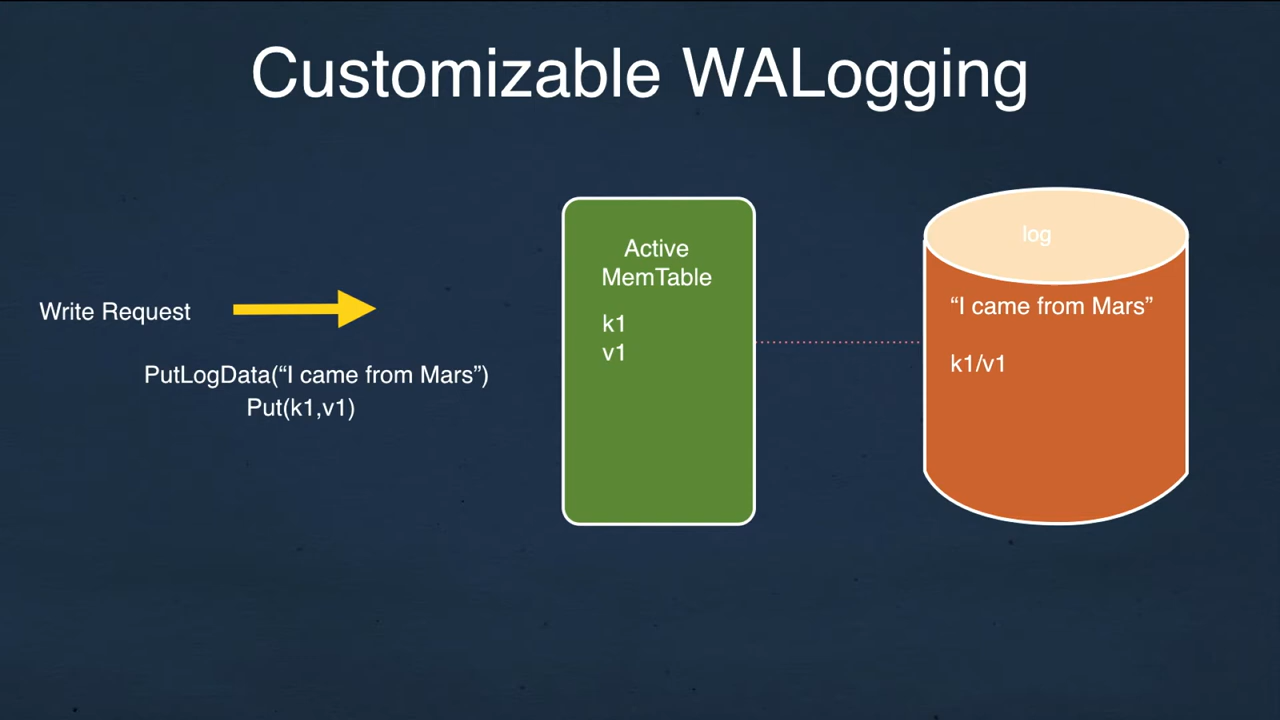 Customizable WALogging
Write Request
PutLogData(“I came from Mars”)
Put(k1,v1)
Active
MemTable
k1
v1
log
“I came from Mars”
k1/v1